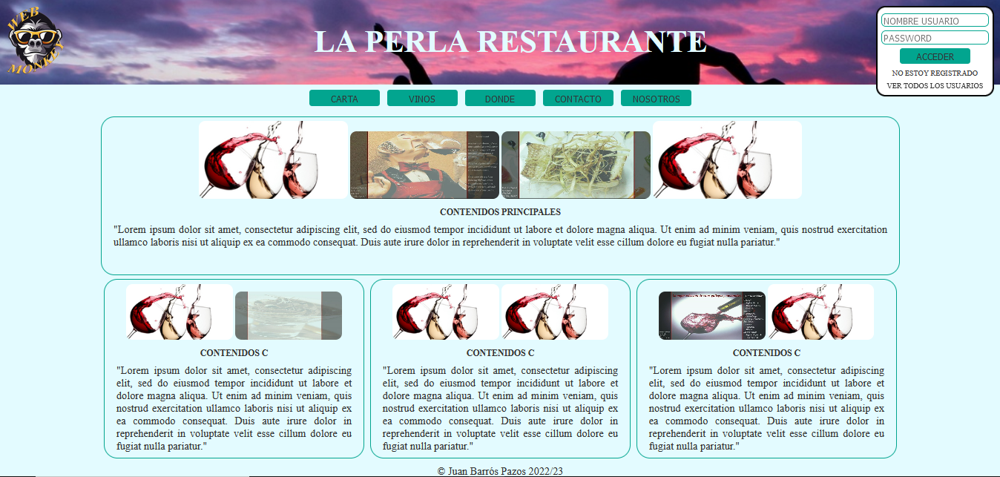 WEB
MONKEY
LA PERLA RESTAURANTE
NOMBRE USUARIO
PASSWORD
ACCEDER
NO ESTOY REGISTRADO
VER TODOS LOS USUARIOS
CARTA
VINOS
DONDE
CONTACTO
NOSOTROS
CONTENIDOS PRINCIPALES
"Lorem ipsum dolor sit amet, consectetur adipiscing elit, sed do eiusmod tempor incididunt ut labore et dolore magna aliqua. Ut enim ad minim veniam, quis nostrud exercitation
ullamco laboris nisi ut aliquip ex ea commodo consequat. Duis aute irure dolor in reprehenderit in voluptate velit esse cillum dolore eu fugiat nulla pariatur."
CONTENIDOS C
"Lorem ipsum dolor sit amet, consectetur adipiscing
elit, sed do eiusmod tempor incididunt ut labore et
dolore magna aliqua. Ut enim ad minim veniam, quis
nostrud exercitation ullamco laboris nisi ut aliquip ex
ea commodo consequat. Duis aute irure dolor in
reprehenderit in voluptate velit esse cillum dolore eu
fugiat nulla pariatur."
CONTENIDOS C
"Lorem ipsum dolor sit amet, consectetur adipiscing
elit, sed do eiusmod tempor incididunt ut labore et
dolore magna aliqua. Ut enim ad minim veniam, quis
nostrud exercitation ullamco laboris nisi ut aliquip ex
ea commodo consequat. Duis aute irure dolor in
reprehenderit in voluptate velit esse cillum dolore eu
fugiat nulla pariatur."
CONTENIDOS C
"Lorem ipsum dolor sit amet, consectetur adipiscing
elit, sed do eiusmod tempor incididunt ut labore et
dolore magna aliqua. Ut enim ad minim veniam, quis
nostrud exercitation ullamco laboris nisi ut aliquip ex
ea commodo consequat. Duis aute irure dolor in
reprehenderit in voluptate velit esse cillum dolore eu
fugiat nulla pariatur."
© Juan Barrós Pazos 2022/23